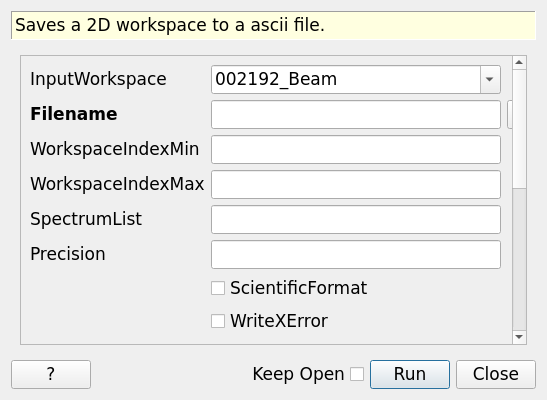 Saves a 2D workspace to a ascii file.
InputWorkspace 002192_Beam
Filename
WorkspaceIndexMin
WorkspaceIndexMax
SpectrumList
Precision
ScientificFormat
WriteXError
? Keep Open Run Close